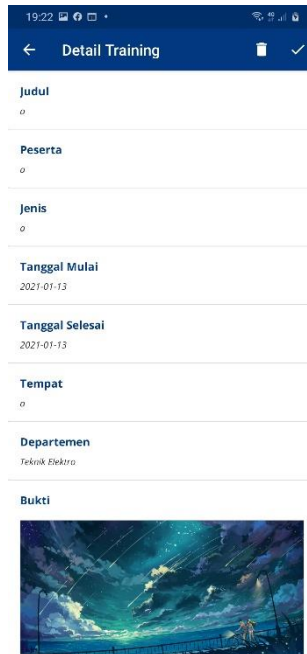 19:22
Detail Training
Judul
a
Peserta
a
Jenis
a
Tanggal Mulai
2021-01-13
Tanggal Selesai
2021-01-13
Tempat
a
Departemen
Teknik Elektro
Bukti